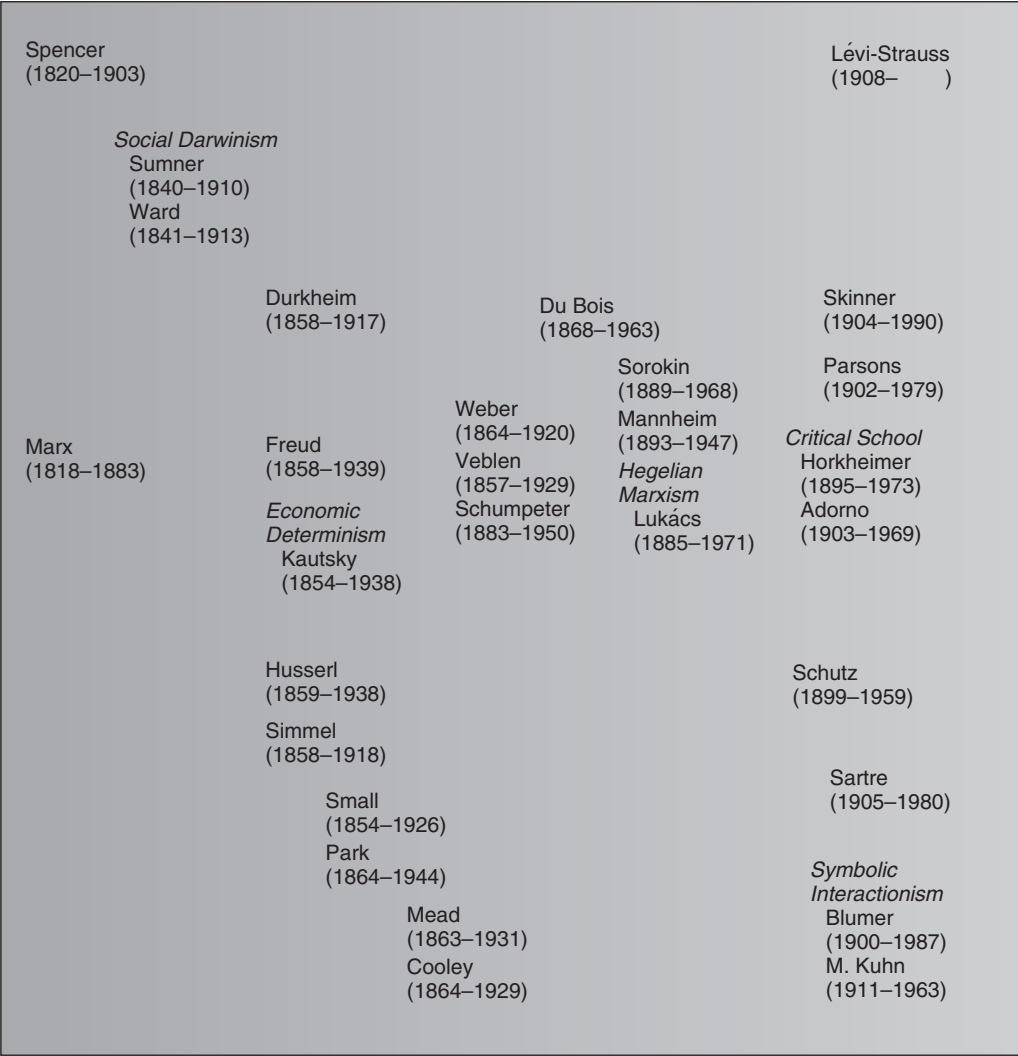 Spencer
(1820–1903)
Lévi-Strauss
(1908–    )
Social Darwinism
Sumner
(1840–1910)
Ward
(1841–1913)
Durkheim
(1858–1917)
Du Bois
(1868–1963)
Skinner
(1904–1990)
Sorokin
(1889–1968)
Parsons
(1902–1979)
Marx
(1818–1883)
Freud
(1858–1939)
Economic
Determinism
Kautsky
(1854–1938)
Weber
(1864–1920)
Veblen
(1857–1929)
Schumpeter
(1883–1950)
Mannheim
(1893–1947)
Hegelian
Marxism
Lukács
(1885–1971)
Critical School
Horkheimer
(1895–1973)
Adorno
(1903–1969)
Husserl
(1859–1938)
Simmel
(1858–1918)
Schutz
(1899–1959)
Sartre
(1905–1980)
Small
(1854–1926)
Park
(1864–1944)
Mead
(1863–1931)
Cooley
(1864–1929)
Symbolic
Interactionism
Blumer
(1900–1987)
M. Kuhn
(1911–1963)